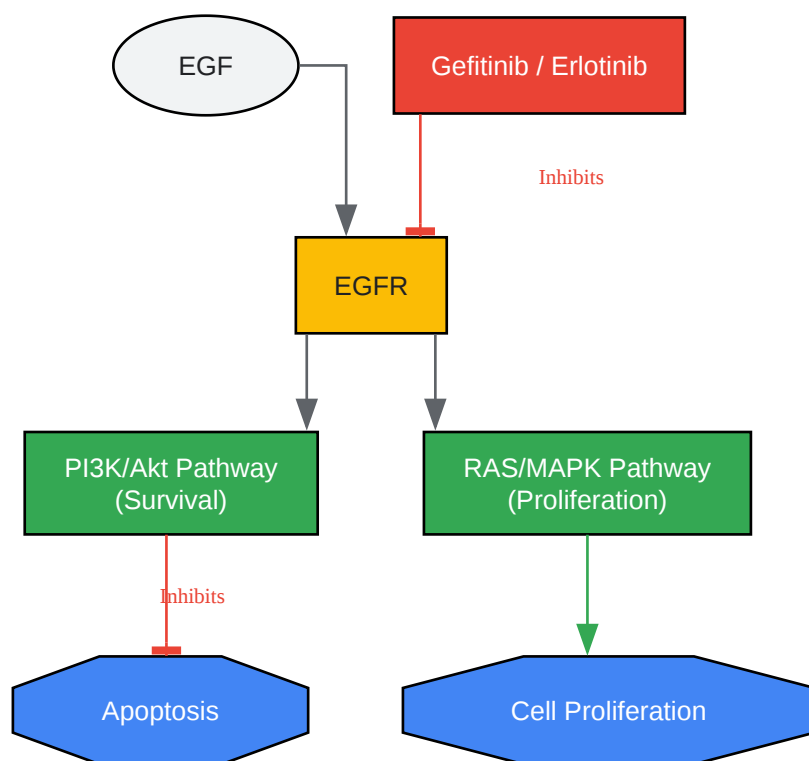 EGF
Gefitinib / Erlotinib
Inhibits
EGFR
PI3K/Akt Pathway
(Survival)
RAS/MAPK Pathway
(Proliferation)
Inhibits
Apoptosis
Cell Proliferation